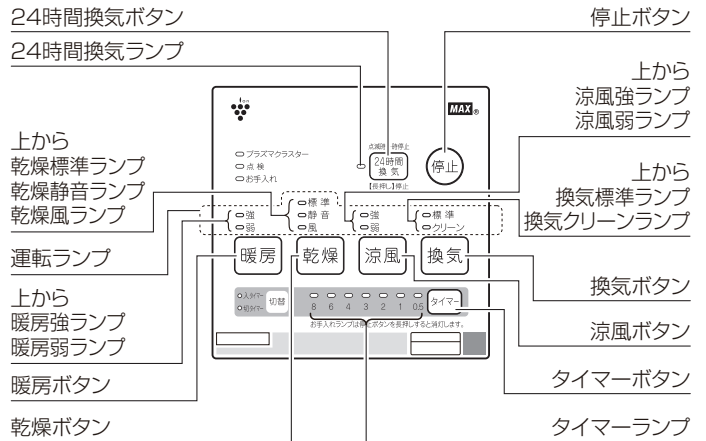 24時間換気ボタン
24時間換気ランプ
停止ボタン
上から
涼風強ランプ
涼風弱ランプ
上から
乾燥標準ランプ
乾燥静音ランプ
乾燥風ランプ
運転ランプ
上から
暖房強ランプ
暖房弱ランプ
暖房ボタン
乾燥ボタン
上から
換気標準ランプ
換気クリーンランプ
換気ボタン
涼風ボタン
タイマーボタン
タイマーランプ
ion
MAX®
プラズマクラスター
点検
お手入れ
点滅時一時停止
24時間
換気
【長押し】停止
停止
強
弱
標準
静音
風
強
弱
標準
クリーン
暖房
乾燥
涼風
換気
入タイマー
切タイマー
切替
8 6 4 3 2 1 0.5
タイマー
お手入れランプは停止ボタンを長押しすると消灯します。